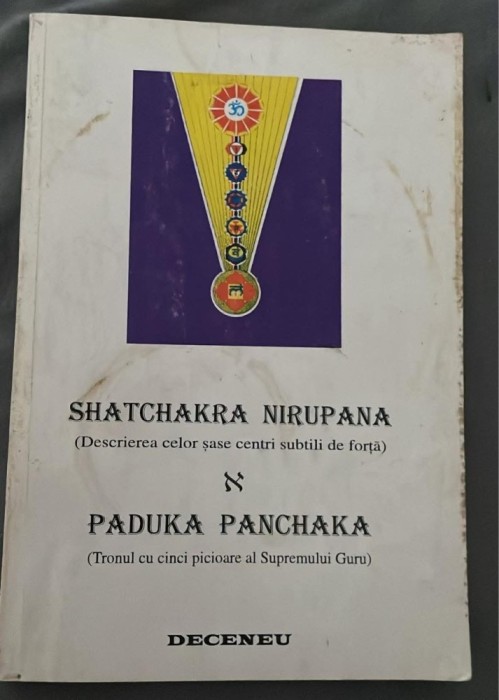 ॐ
SHATCHAKRA NIRUPANA
(Descrierea celor șase centri subtili de forță)
א
PADUKA PANCHAKA
(Tronul cu cinci picioare al Supremului Guru)
DECENEU